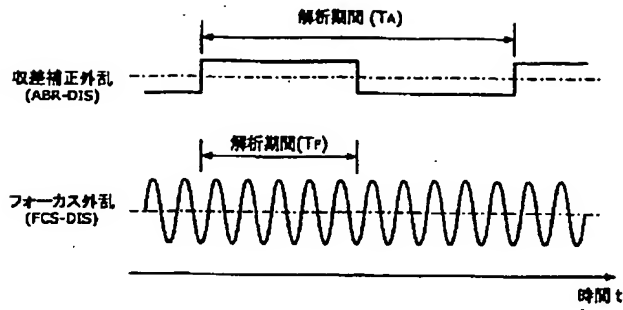 解析期間 (TA)
収差補正外乱
(ABR-DIS)
解析期間(TF)
フォーカス外乱
(FCS-DIS)
時間 t